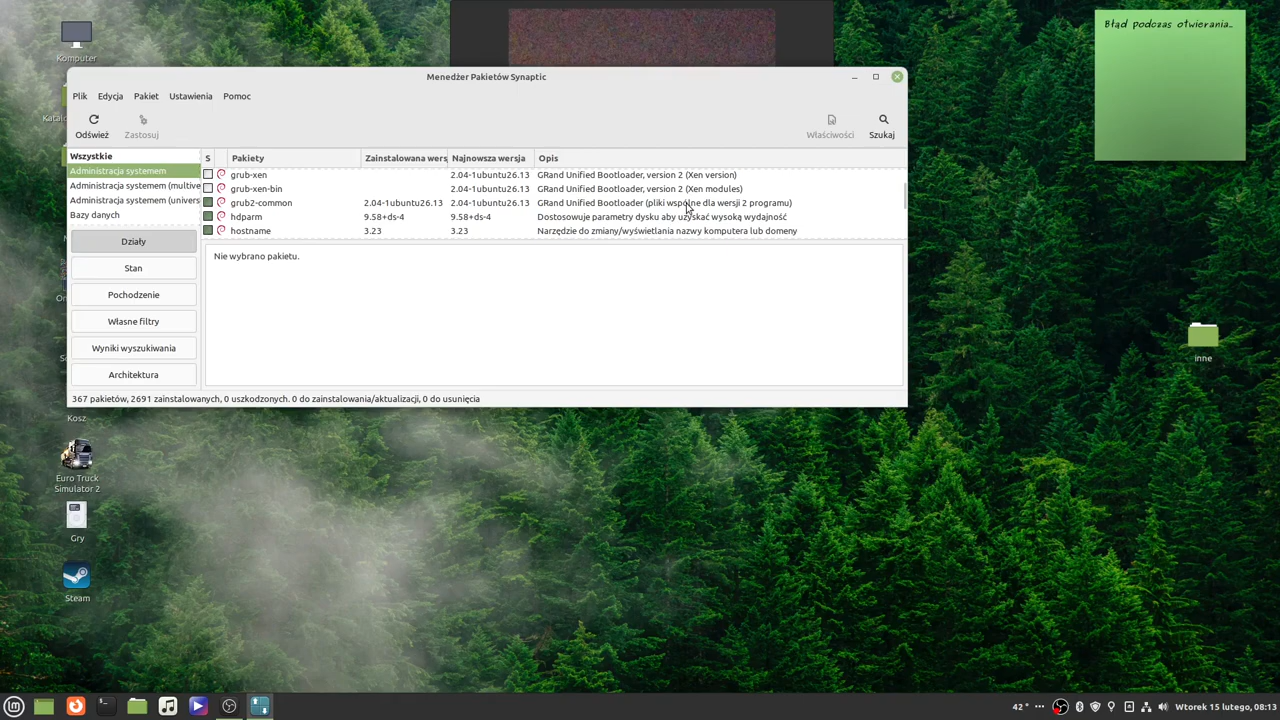 Komputer
Błąd podczas otwierania..
Menedżer Pakietów Synaptic
Plik Edycja Pakiet Ustawienia Pomoc
Odśwież Zastosuj Właściwości Szukaj
Wszystkie
Administracja systemem
Administracja systemem (multive
Administracja systemem (univers
Bazy danych
Działy
Stan
Pochodzenie
Własne filtry
Wyniki wyszukiwania
Architektura
S Pakiety Zainstalowana wers Najnowsza wersja Opis
grub-xen 2.04-1ubuntu26.13 GRand Unified Bootloader, version 2 (Xen version)
grub-xen-bin 2.04-1ubuntu26.13 GRand Unified Bootloader, version 2 (Xen modules)
grub2-common 2.04-1ubuntu26.13 2.04-1ubuntu26.13 GRand Unified Bootloader (pliki wspólne dla wersji 2 programu)
hdparm 9.58+ds-4 9.58+ds-4 Dostosowuje parametry dysku aby uzyskać wysoką wydajność
hostname 3.23 3.23 Narzędzie do zmiany/wyświetlania nazwy komputera lub domeny
Nie wybrano pakietu.
367 pakietów, 2691 zainstalowanych, 0 uszkodzonych. 0 do zainstalowania/aktualizacji, 0 do usunięcia
Kosz
Euro Truck
Simulator 2
Gry
Steam
inne
42° Wtorek 15 lutego, 08:13